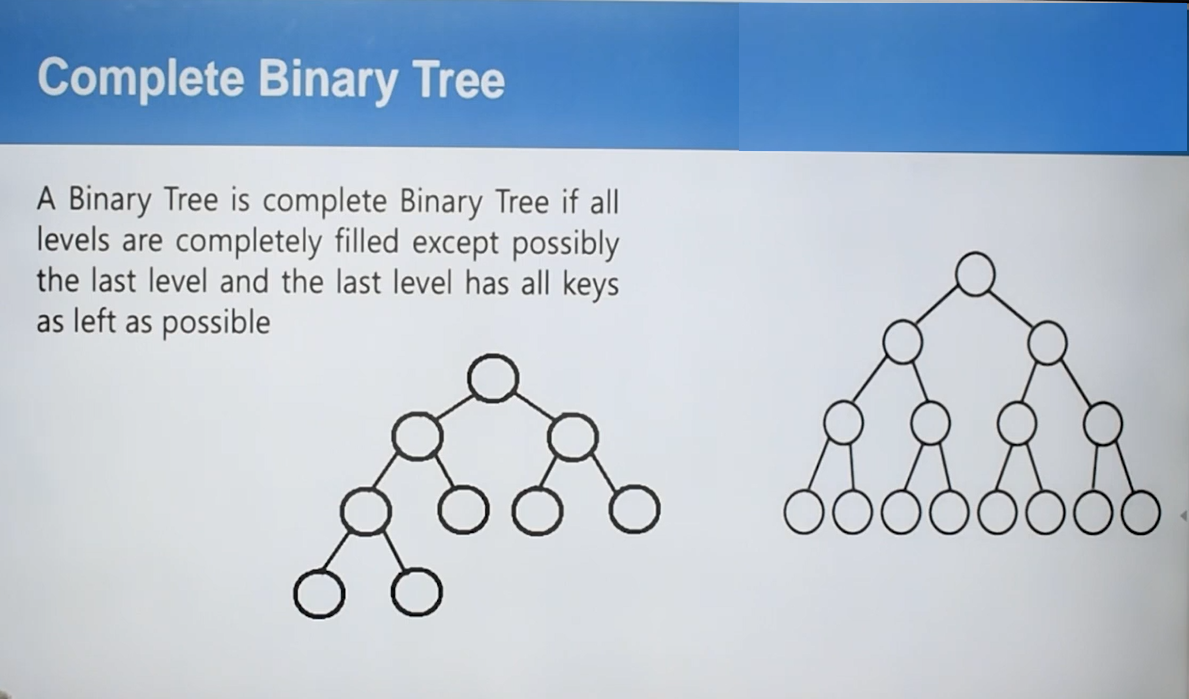 Complete Binary Tree
A Binary Tree is complete Binary Tree if all
levels are completely filled except possibly
the last level and the last level has all keys
as left as possible